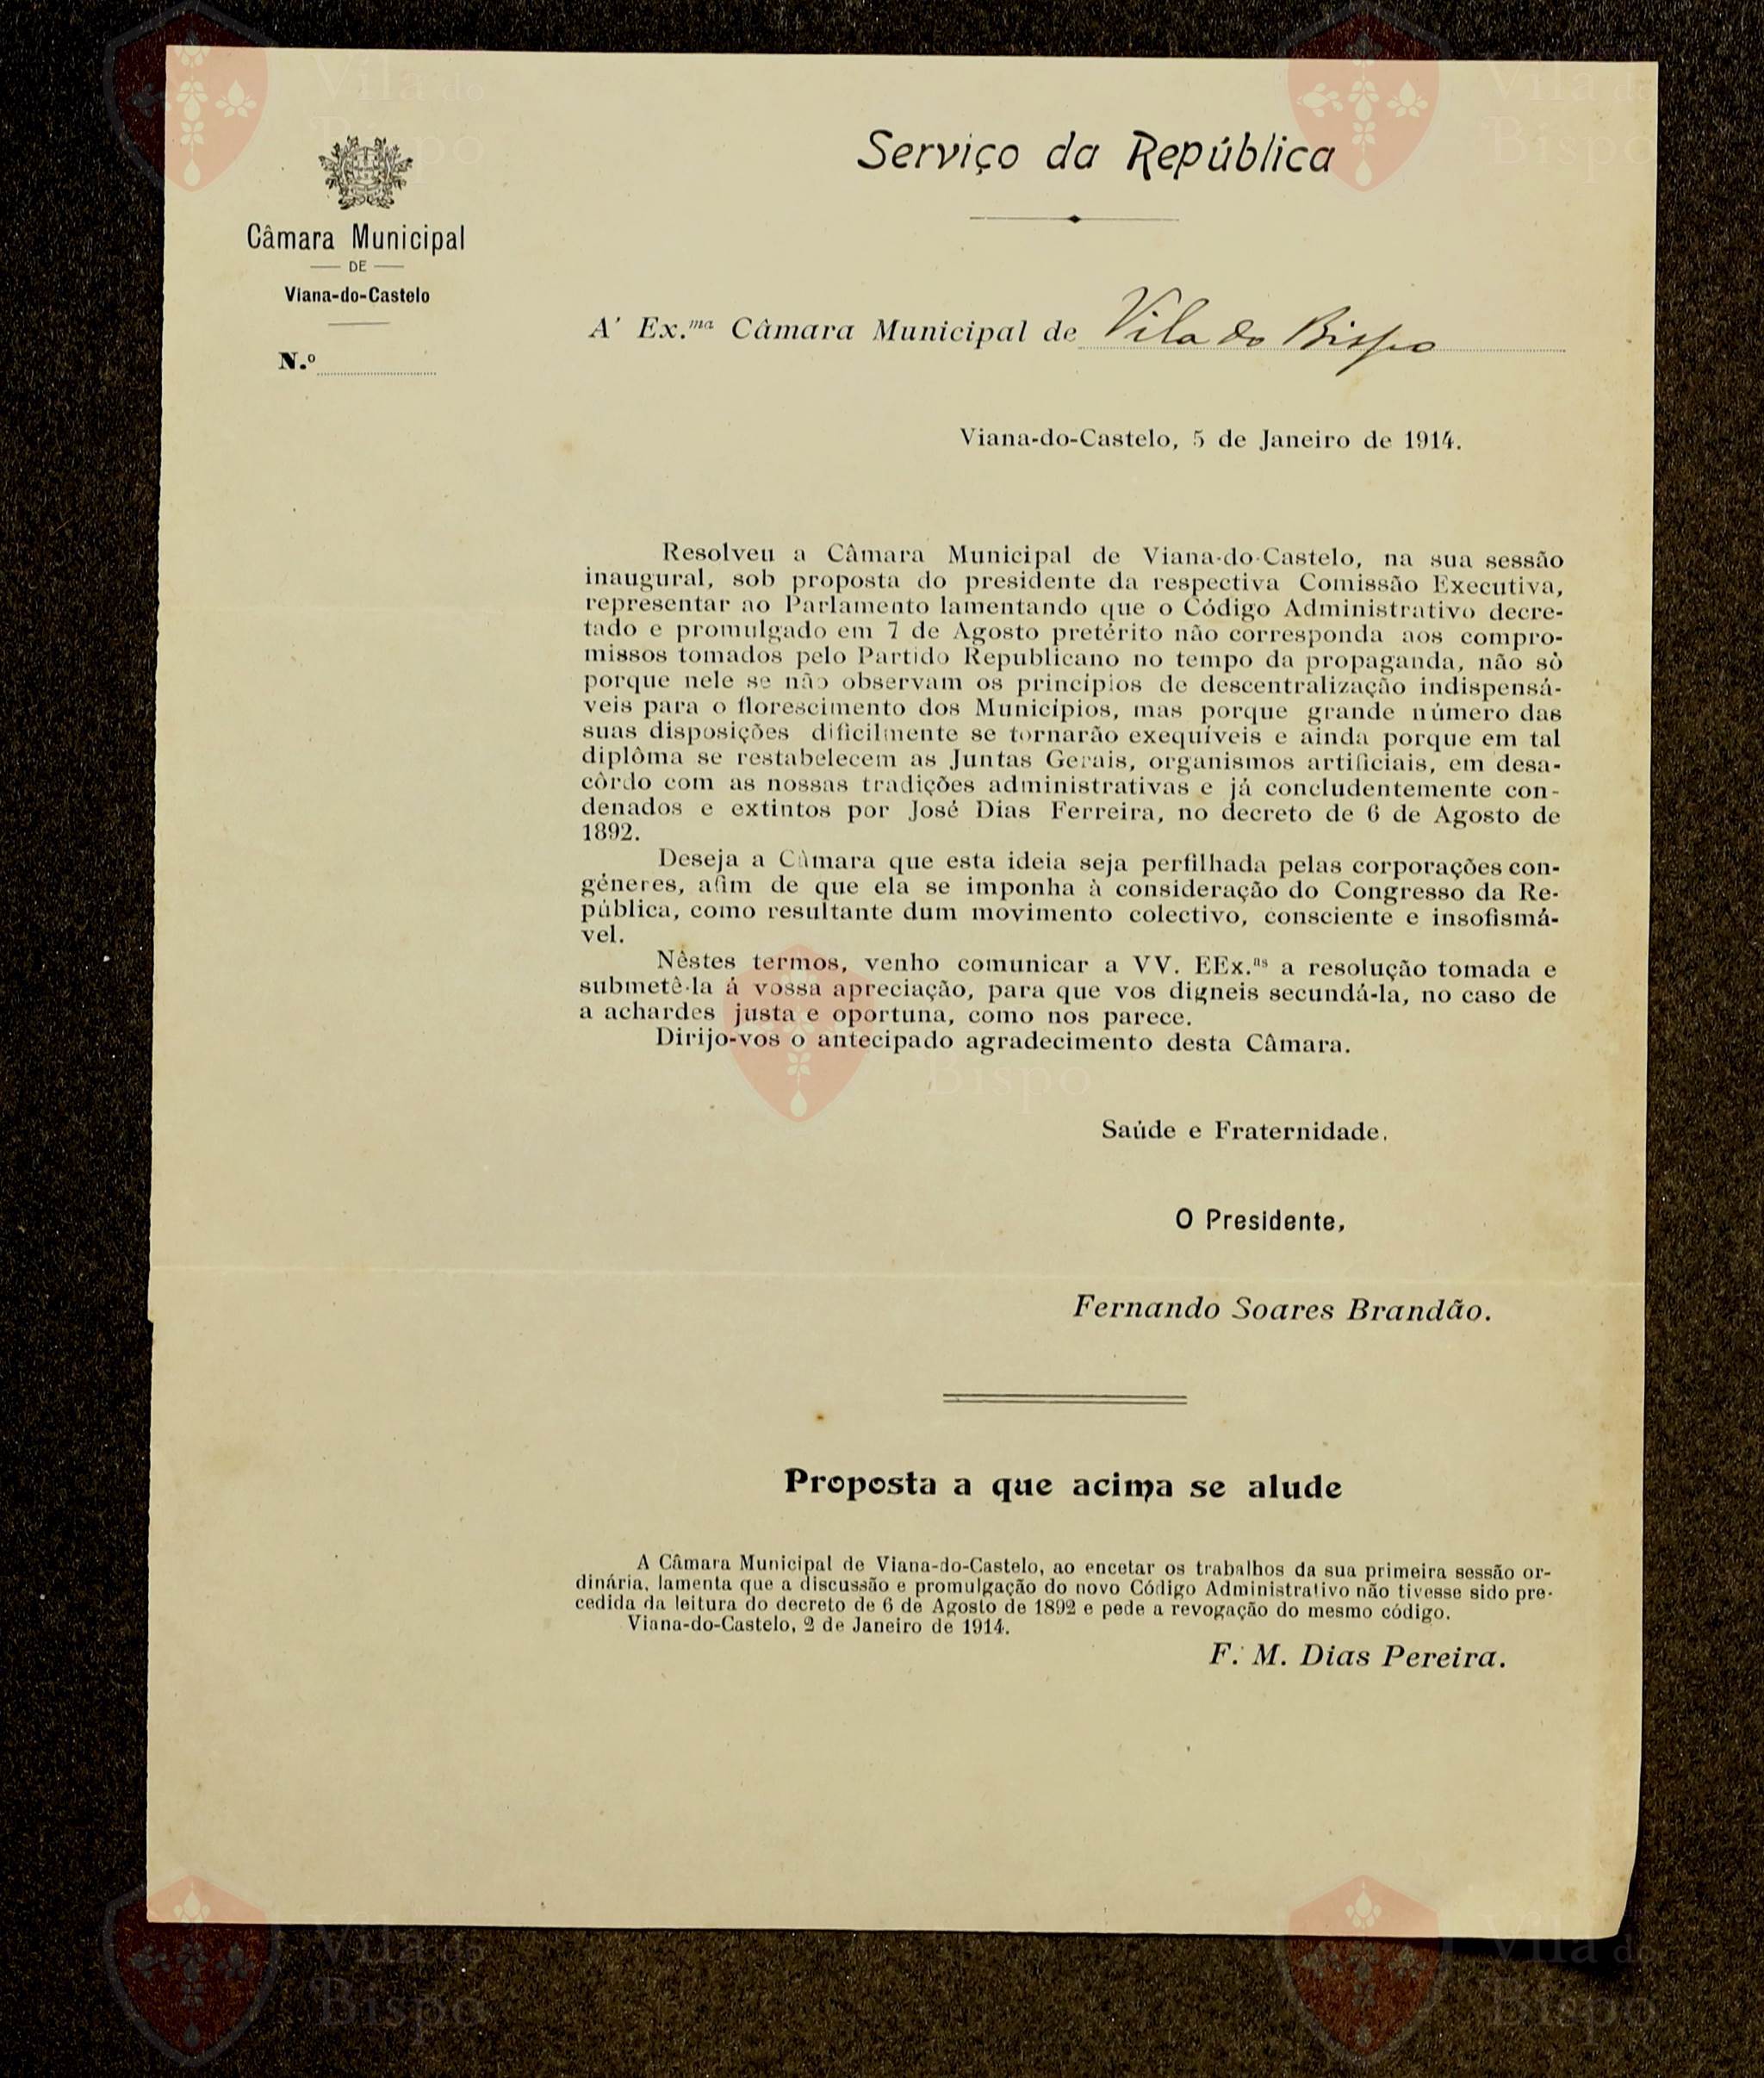 Serviço da República
Câmara Municipal
DE
Viana-do-Castelo
N.º
A' Ex.ma Câmara Municipal de Vila do Bispo
Viana-do-Castelo, 5 de Janeiro de 1914.
Resolveu a Câmara Municipal de Viana-do-Castelo, na sua sessão
inaugural, sob proposta do presidente da respectiva Comissão Executiva,
representar ao Parlamento lamentando que o Código Administrativo decre-
tado e promulgado em 7 de Agosto pretérito não corresponda aos compro-
missos tomados pelo Partido Republicano no tempo da propaganda, não sò
porque nele se não observam os princípios de descentralização indispensá-
veis para o florescimento dos Municípios, mas porque grande número das
suas disposições dificilmente se tornarão exequíveis e ainda porque em tal
diplôma se restabelecem as Juntas Gerais, organismos artificiais, em desa-
côrdo com as nossas tradições administrativas e já concludentemente con-
denados e extintos por José Dias Ferreira, no decreto de 6 de Agosto de
1892.
Deseja a Câmara que esta ideia seja perfilhada pelas corporações con-
géneres, afim de que ela se imponha à consideração do Congresso da Re-
pública, como resultante dum movimento colectivo, consciente e insofismá-
vel.
Nêstes termos, venho comunicar a VV. EEx.as a resolução tomada e
submetê-la á vossa apreciação, para que vos digneis secundá-la, no caso de
a achardes justa e oportuna, como nos parece.
Dirijo-vos o antecipado agradecimento desta Câmara.
Saúde e Fraternidade.
O Presidente,
Fernando Soares Brandão.
Proposta a que acima se alude
A Câmara Municipal de Viana-do-Castelo, ao encetar os trabalhos da sua primeira sessão or-
dinária, lamenta que a discussão e promulgação do novo Código Administrativo não tivesse sido pre-
cedida da leitura do decreto de 6 de Agosto de 1892 e pede a revogação do mesmo código.
Viana-do-Castelo, 2 de Janeiro de 1914.
F. M. Dias Pereira.
Vila do
Bispo
Vila do
Bispo
Bispo
Vila do
Bispo
Vila do
Bispo